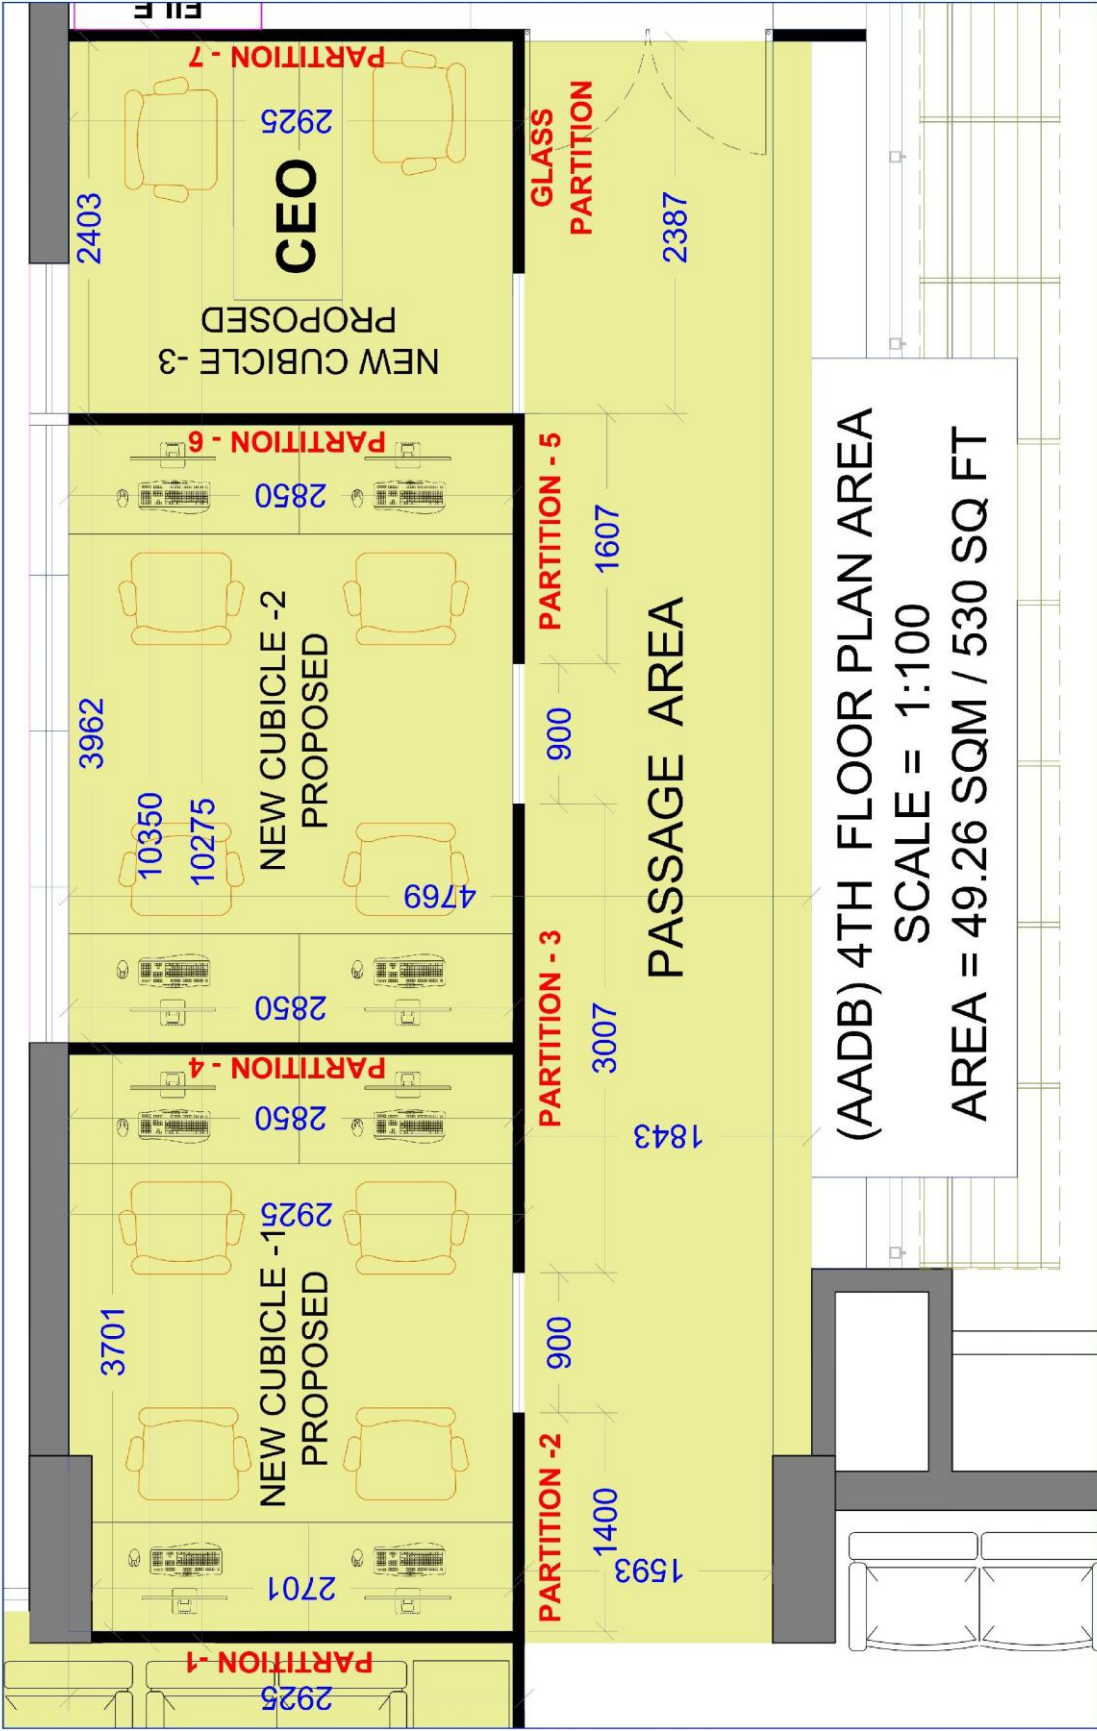 FILE
PARTITION - 7
2925
2403
CEO
NEW CUBICLE -3
PROPOSED
GLASS
PARTITION
2387
PARTITION - 6
2850
PARTITION - 5
1607
NEW CUBICLE -2
PROPOSED
3962
10350
10275
900
4769
PASSAGE AREA
2850
PARTITION - 3
3007
PARTITION - 4
2850
1843
2925
NEW CUBICLE -1
PROPOSED
3701
900
PARTITION -2
1400
1593
2701
PARTITION -1
2925
(AADB) 4TH FLOOR PLAN AREA
SCALE = 1:100
AREA = 49.26 SQM / 530 SQ FT